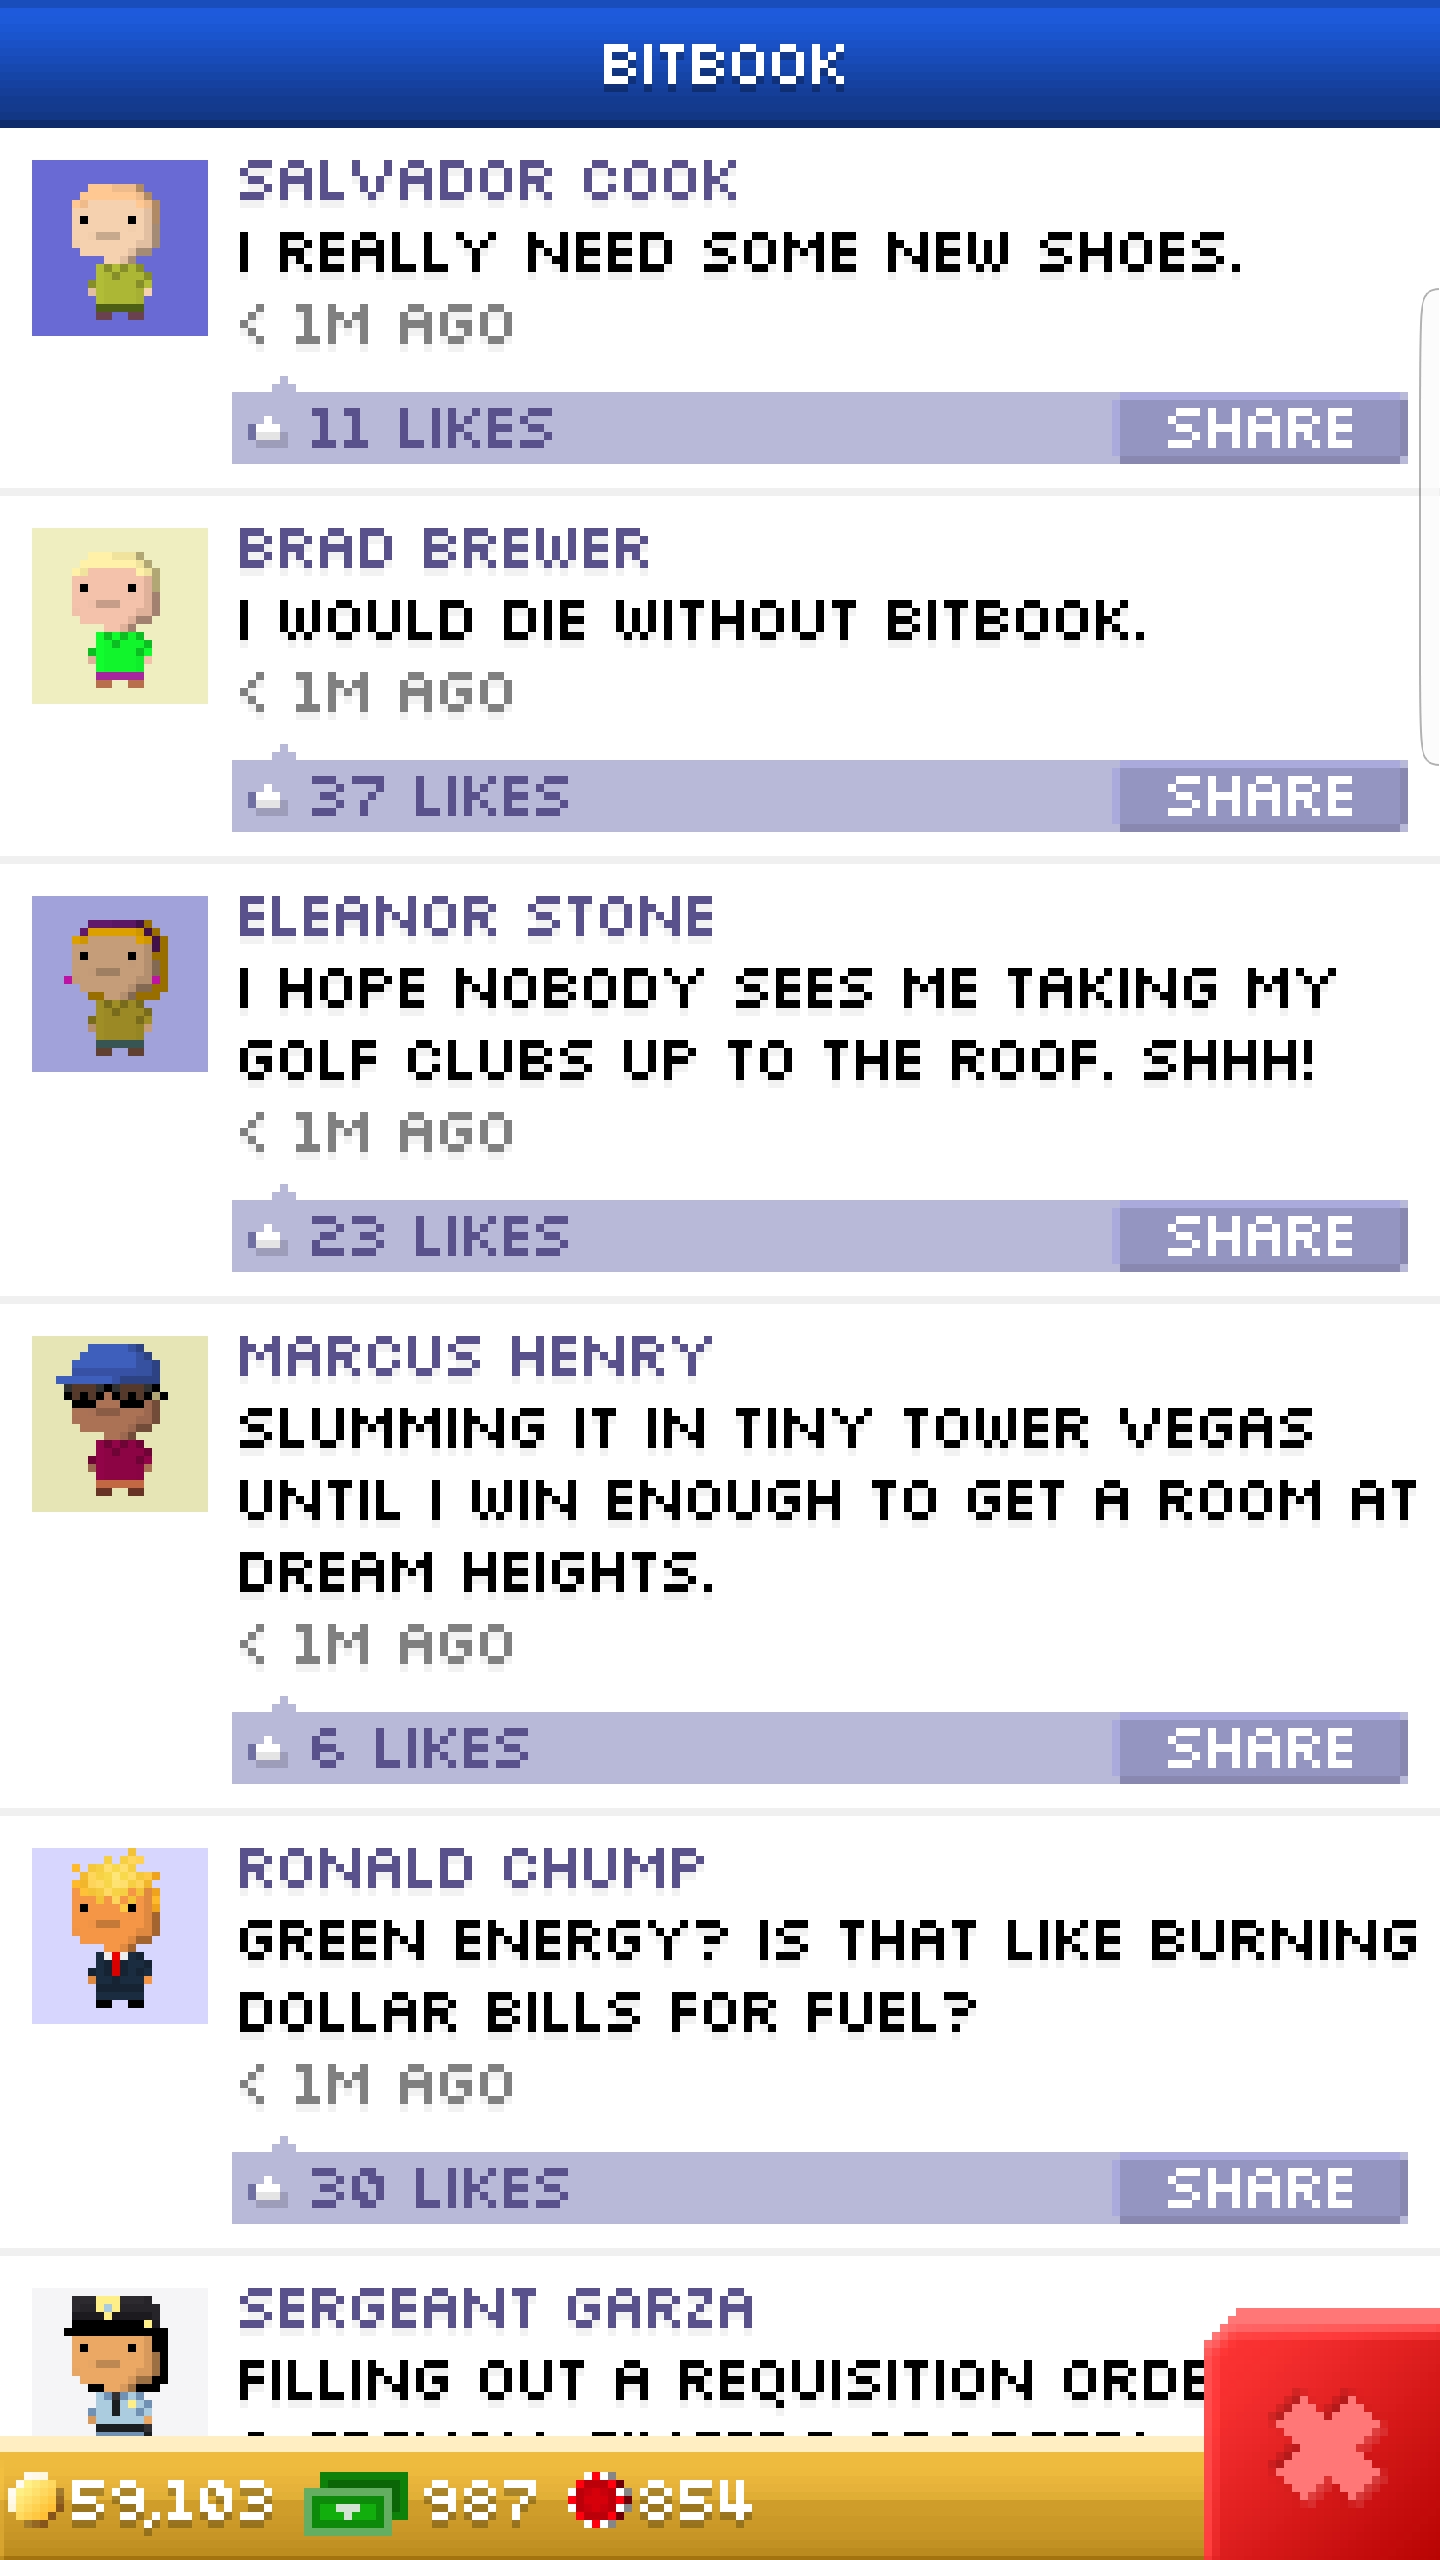 BITBOOK
SALVADOR COOK
I REALLY NEED SOME NEW SHOES.
< 1M AGO
11 LIKES SHARE
BRAD BREWER
I WOULD DIE WITHOUT BITBOOK.
< 1M AGO
37 LIKES SHARE
ELEANOR STONE
I HOPE NOBODY SEES ME TAKING MY
GOLF CLUBS UP TO THE ROOF. SHHH!
< 1M AGO
23 LIKES SHARE
MARCUS HENRY
SLUMMING IT IN TINY TOWER VEGAS
UNTIL I WIN ENOUGH TO GET A ROOM AT
DREAM HEIGHTS.
< 1M AGO
6 LIKES SHARE
RONALD CHUMP
GREEN ENERGY? IS THAT LIKE BURNING
DOLLAR BILLS FOR FUEL?
< 1M AGO
30 LIKES SHARE
SERGEANT GARZA
FILLING OUT A REQUISITION ORDE
59,103 987 854